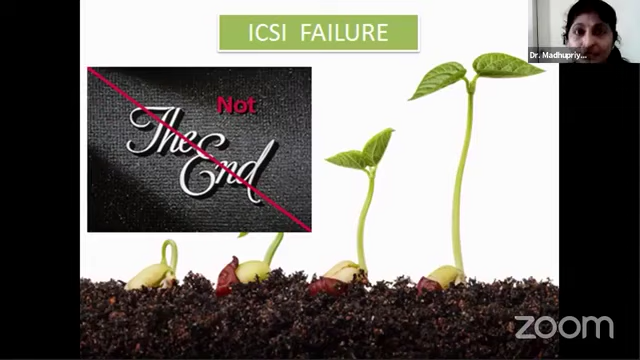 ICSI FAILURE
Not
The
End
Dr. Madhupriy...
zoom